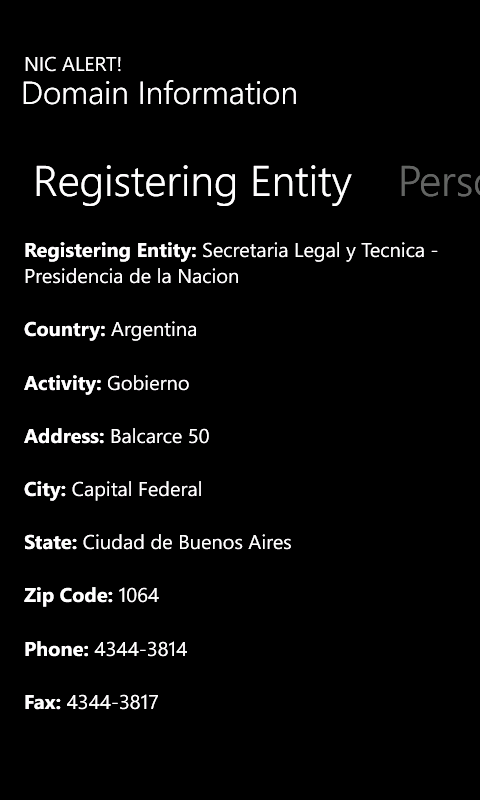 NIC ALERT!
Domain Information
Registering Entity Perso
Registering Entity: Secretaria Legal y Tecnica -
Presidencia de la Nacion
Country: Argentina
Activity: Gobierno
Address: Balcarce 50
City: Capital Federal
State: Ciudad de Buenos Aires
Zip Code: 1064
Phone: 4344-3814
Fax: 4344-3817